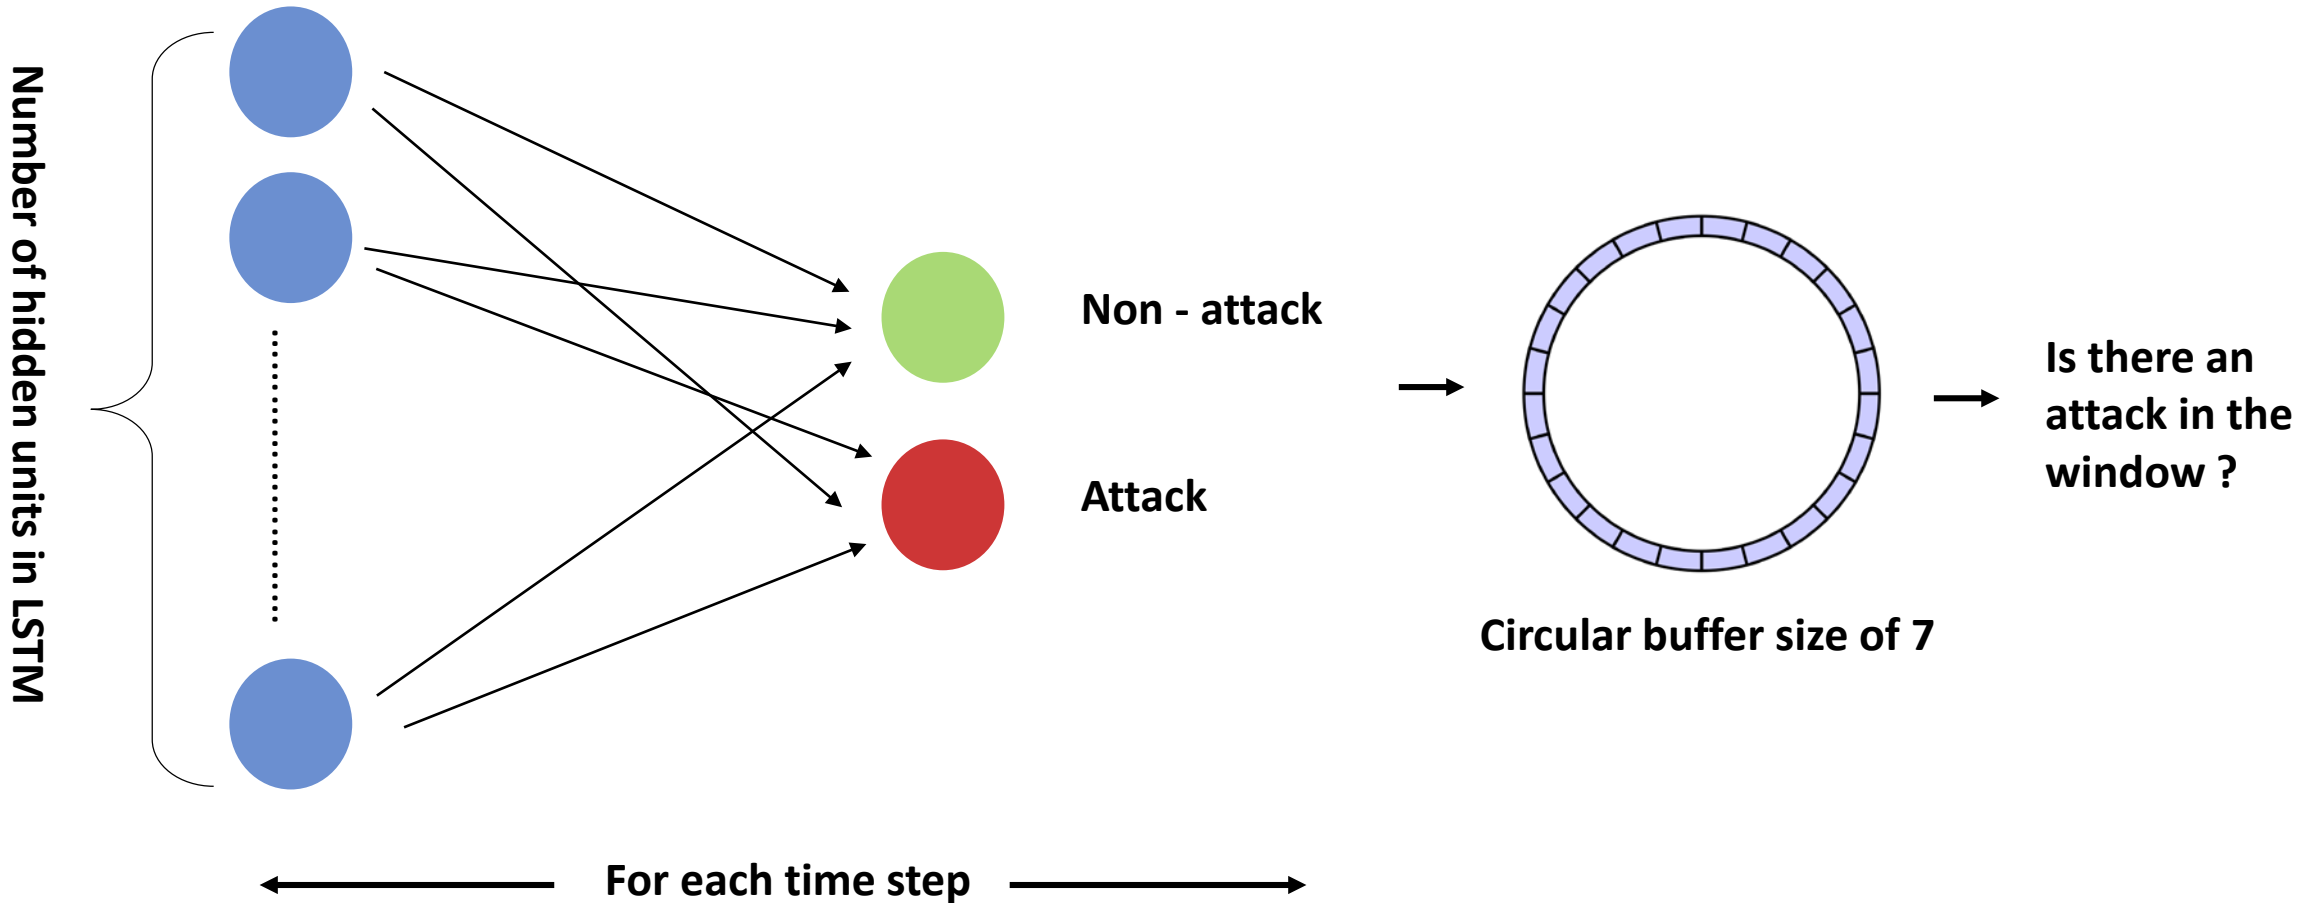 Number of hidden units in LSTM
Non - attack
Attack
Circular buffer size of 7
Is there an
attack in the
window ?
For each time step